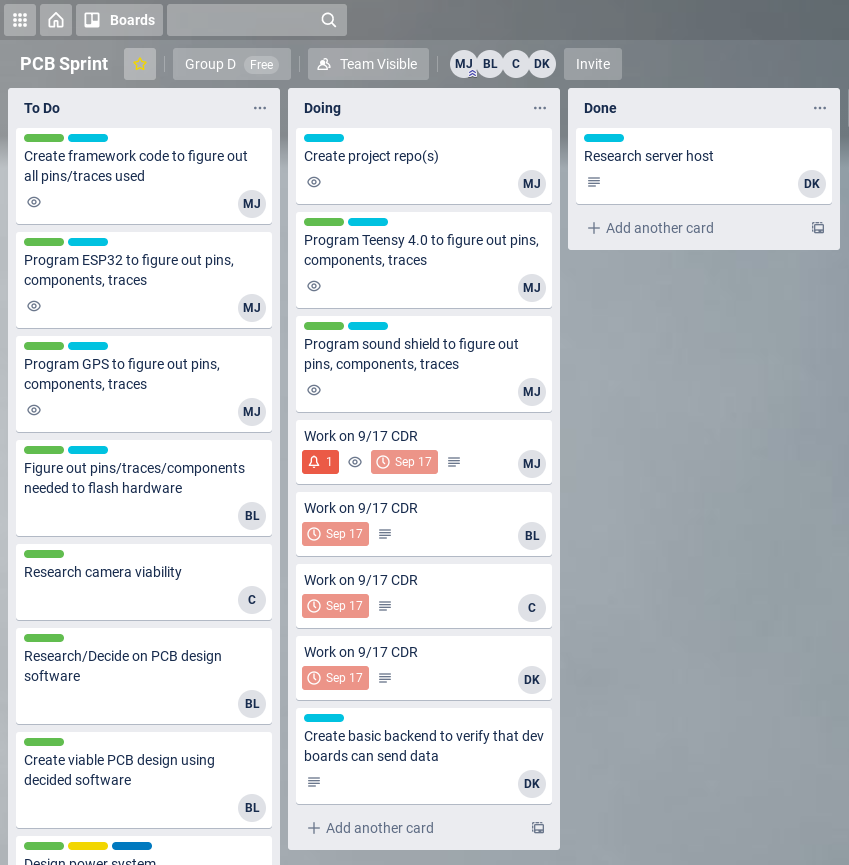 Boards
PCB Sprint
Group D Free
Team Visible
MJ BL C DK
Invite
To Do
Create framework code to figure out
all pins/traces used
MJ
Program ESP32 to figure out pins,
components, traces
MJ
Program GPS to figure out pins,
components, traces
MJ
Figure out pins/traces/components
needed to flash hardware
BL
Research camera viability
C
Research/Decide on PCB design
software
BL
Create viable PCB design using
decided software
BL
Design power system
Doing
Create project repo(s)
MJ
Program Teensy 4.0 to figure out pins,
components, traces
MJ
Program sound shield to figure out
pins, components, traces
MJ
Work on 9/17 CDR
1 Sep 17
MJ
Work on 9/17 CDR
Sep 17
BL
Work on 9/17 CDR
Sep 17
C
Work on 9/17 CDR
Sep 17
DK
Create basic backend to verify that dev
boards can send data
DK
Add another card
Done
Research server host
DK
Add another card